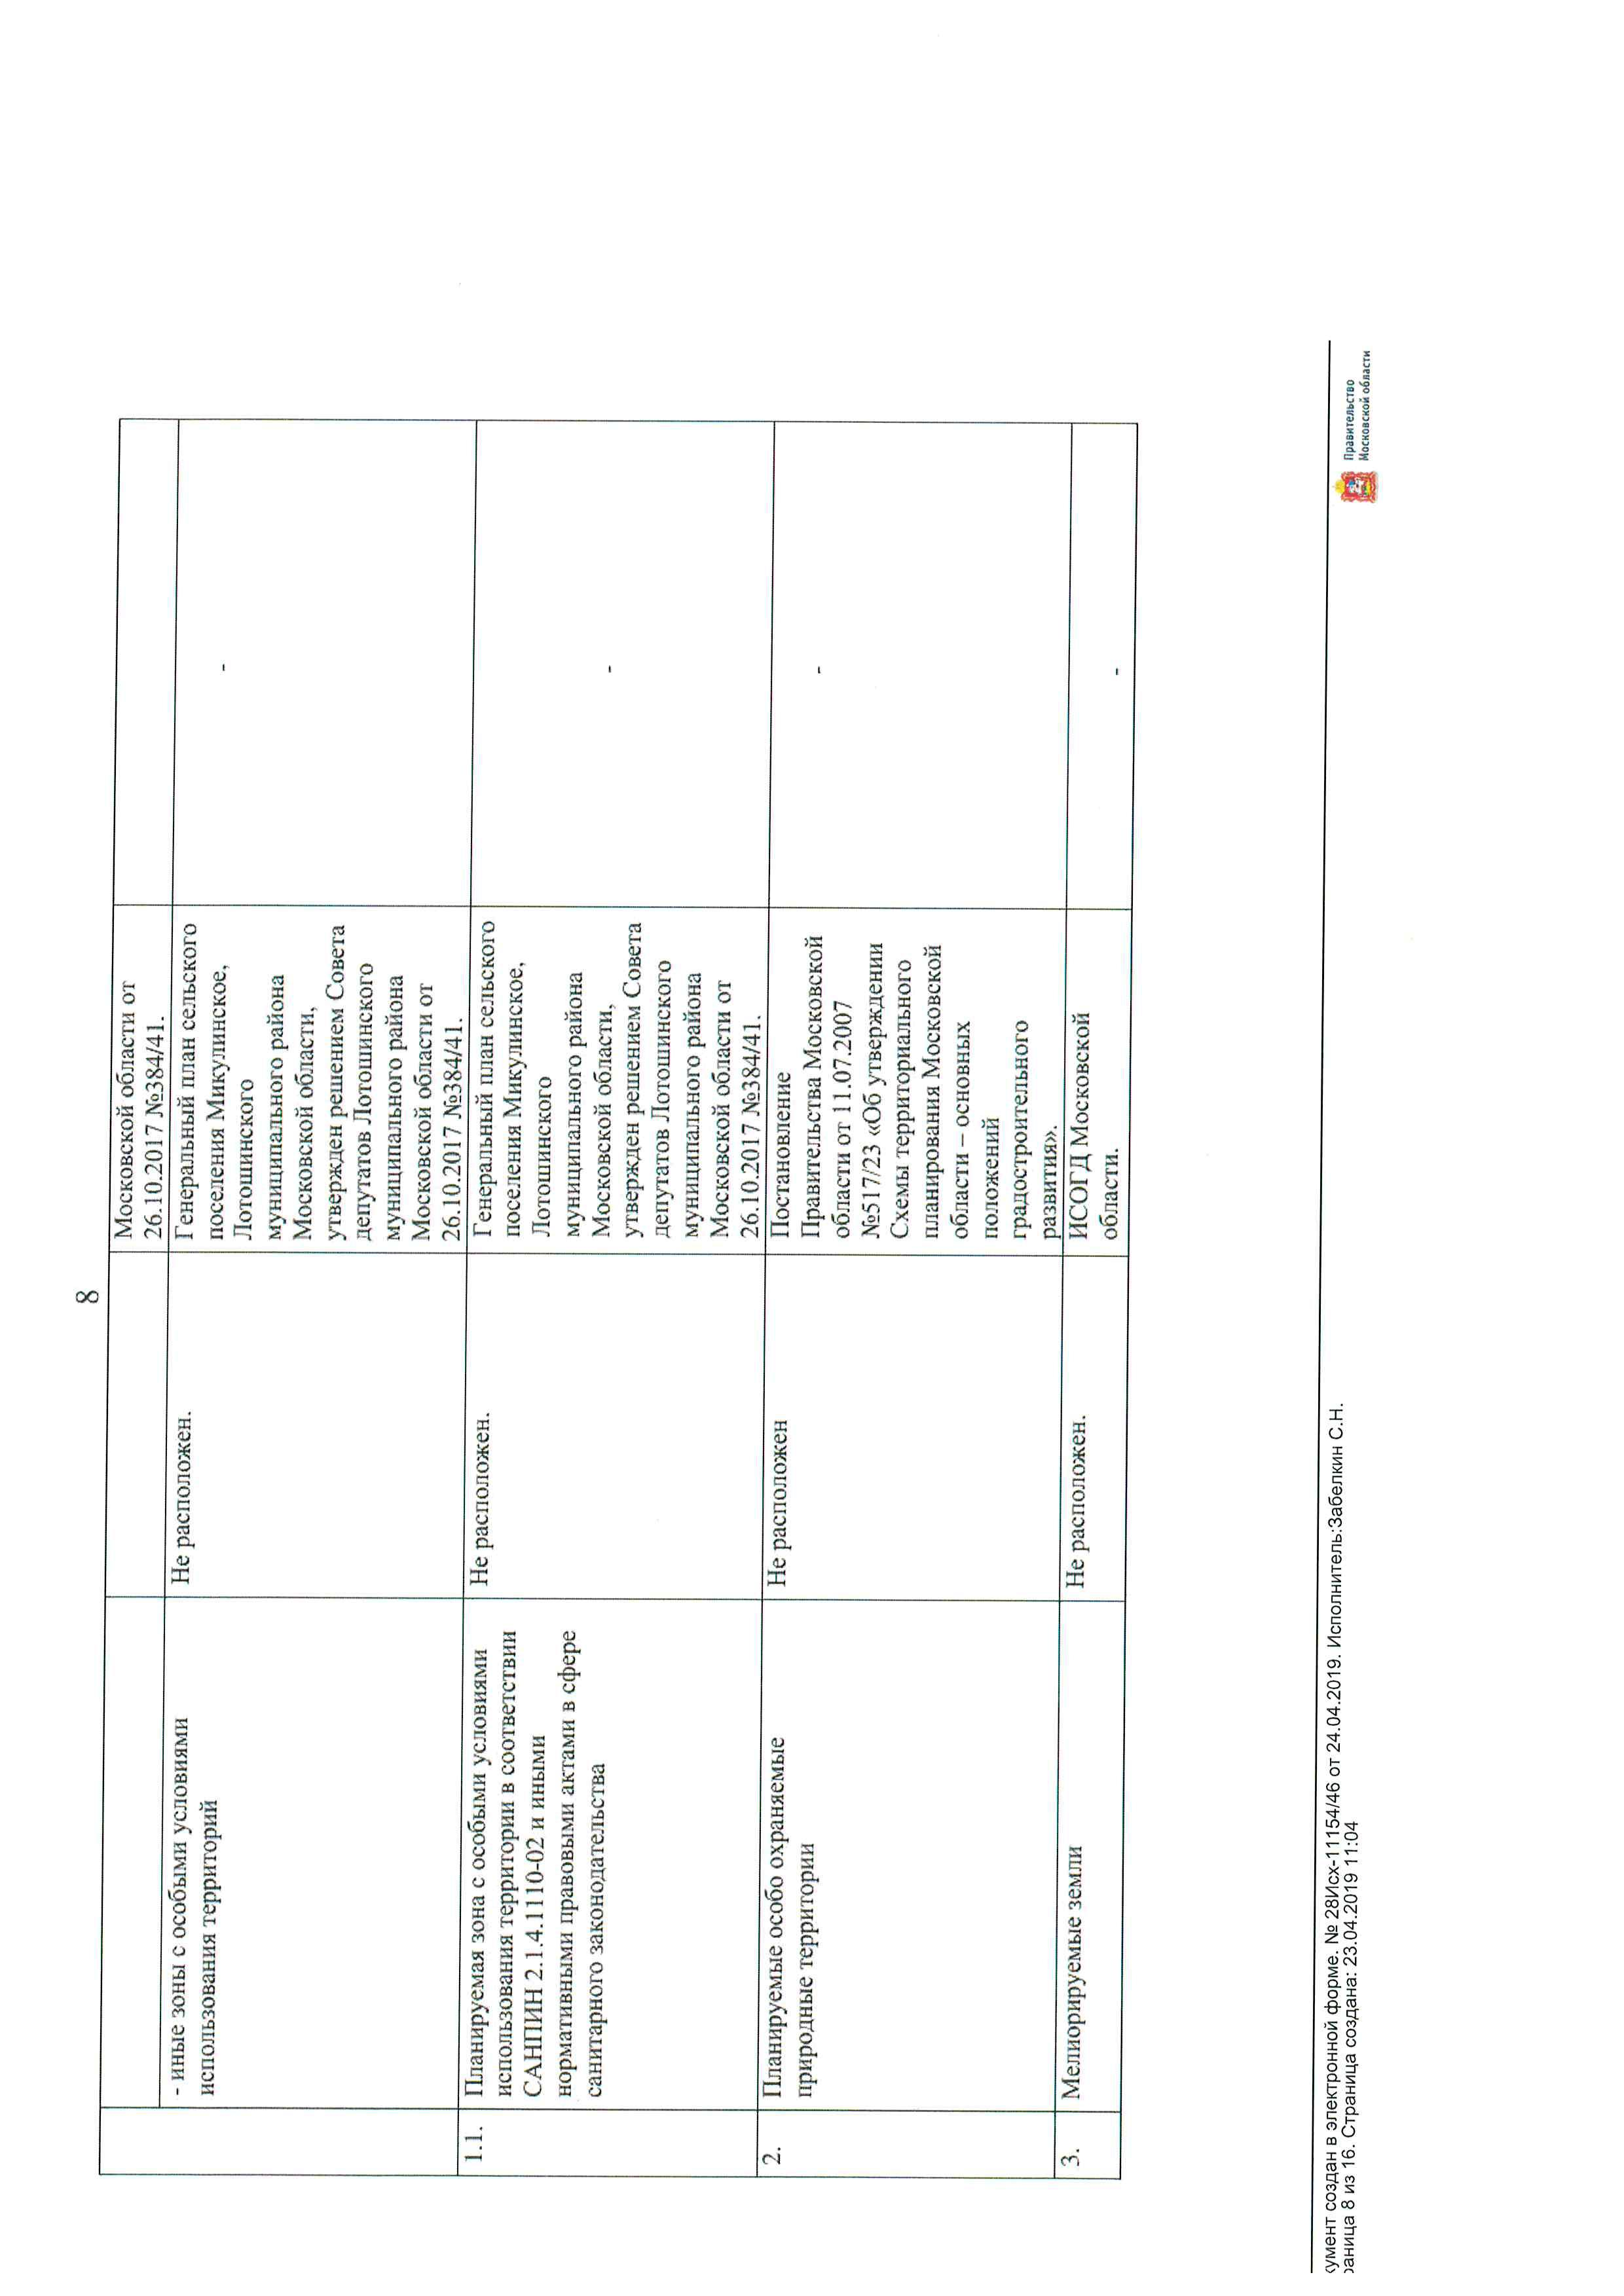 8
Московской области от
26.10.2017 №384/41.
- иные зоны с особыми условиями
использования территорий
Не расположен.
Генеральный план сельского
поселения Микулинское,
Лотошинского
муниципального района
Московской области,
утвержден решением Совета
депутатов Лотошинского
муниципального района
Московской области от
26.10.2017 №384/41.
-
1.1.
Планируемая зона с особыми условиями
использования территории в соответствии
САНПИН 2.1.4.1110-02 и иными
нормативными правовыми актами в сфере
санитарного законодательства
Не расположен.
Генеральный план сельского
поселения Микулинское,
Лотошинского
муниципального района
Московской области,
утвержден решением Совета
депутатов Лотошинского
муниципального района
Московской области от
26.10.2017 №384/41.
-
2.
Планируемые особо охраняемые
природные территории
Не расположен
Постановление
Правительства Московской
области от 11.07.2007
№517/23 «Об утверждении
Схемы территориального
планирования Московской
области – основных
положений
градостроительного
развития».
-
3.
Мелиорируемые земли
Не расположен.
ИСОГД Московской
области.
-
кумент создан в электронной форме. № 28Исх-1154/46 от 24.04.2019. Исполнитель:Забелкин С.Н.
раница 8 из 16. Страница создана: 23.04.2019 11:04
Правительство
Московской области